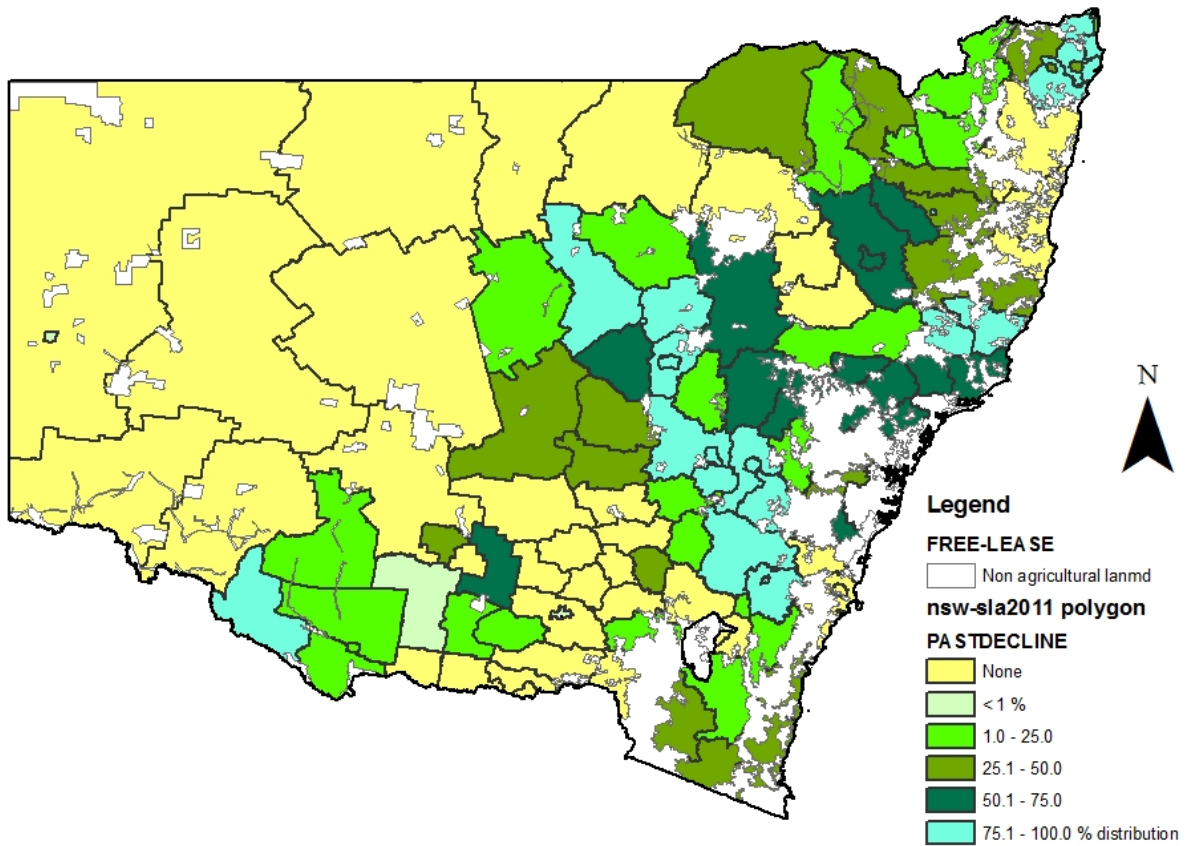 N
Legend
FREE-LEASE
Non agricultural lanmd
nsw-sla2011 polygon
PASTDECLINE
None
< 1 %
1.0 - 25.0
25.1 - 50.0
50.1 - 75.0
75.1 - 100.0 % distribution